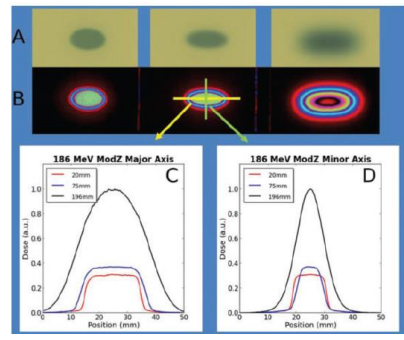 A
B
186 MeV ModZ Major Axis
C
20mm
75mm
196mm
Dose (a.u.)
1.0
0.8
0.6
0.4
0.2
0.0
0 10 20 30 40 50
Position (mm)
186 MeV ModZ Minor Axis
D
20mm
75mm
196mm
Dose (a.u.)
1.0
0.8
0.6
0.4
0.2
0.0
0 10 20 30 40 50
Position (mm)